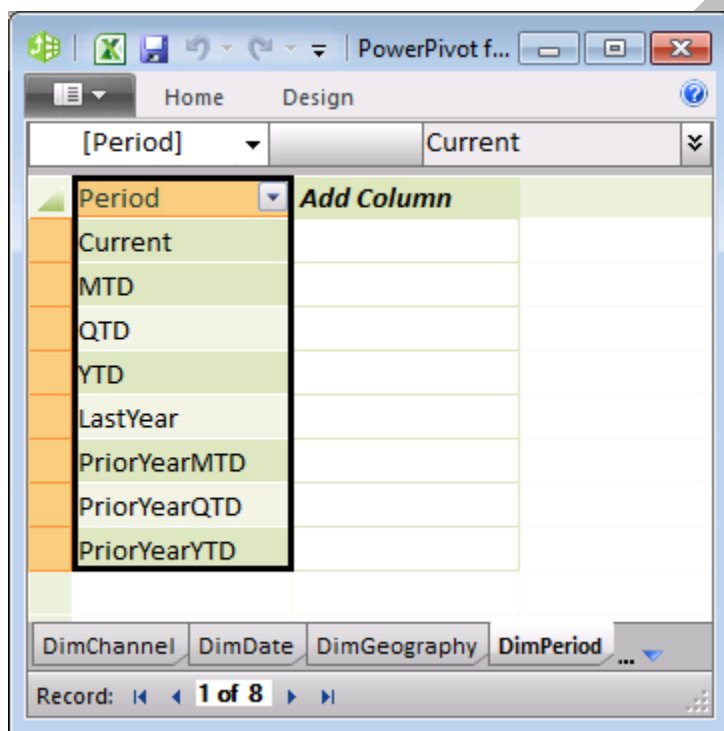 PowerPivot f...
Home Design
[Period] Current
Period Add Column
Current
MTD
QTD
YTD
LastYear
PriorYearMTD
PriorYearQTD
PriorYearYTD
DimChannel DimDate DimGeography DimPeriod ...
Record: 1 of 8